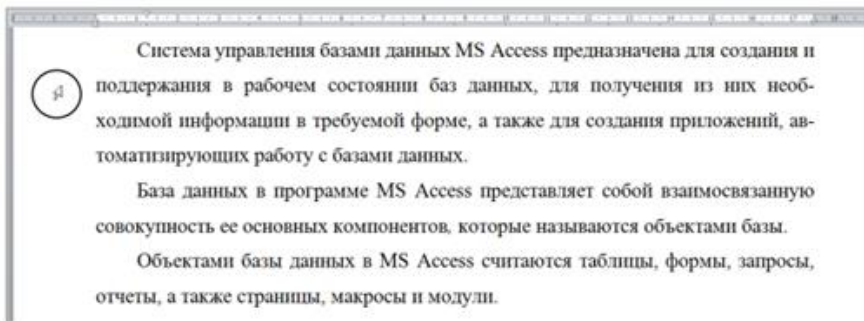 Система управления базами данных MS Access предназначена для создания и
поддержания в рабочем состоянии баз данных, для получения из них необ-
ходимой информации в требуемой форме, а также для создания приложений, ав-
томатизирующих работу с базами данных.
База данных в программе MS Access представляет собой взаимосвязанную
совокупность ее основных компонентов, которые называются объектами базы.
Объектами базы данных в MS Access считаются таблицы, формы, запросы,
отчеты, а также страницы, макросы и модули.